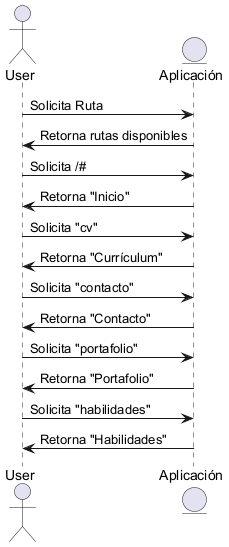 User
Aplicación
Solicita Ruta
Retorna rutas disponibles
Solicita /#
Retorna "Inicio"
Solicita "cv"
Retorna "Currículum"
Solicita "contacto"
Retorna "Contacto"
Solicita "portafolio"
Retorna "Portafolio"
Solicita "habilidades"
Retorna "Habilidades"
User
Aplicación